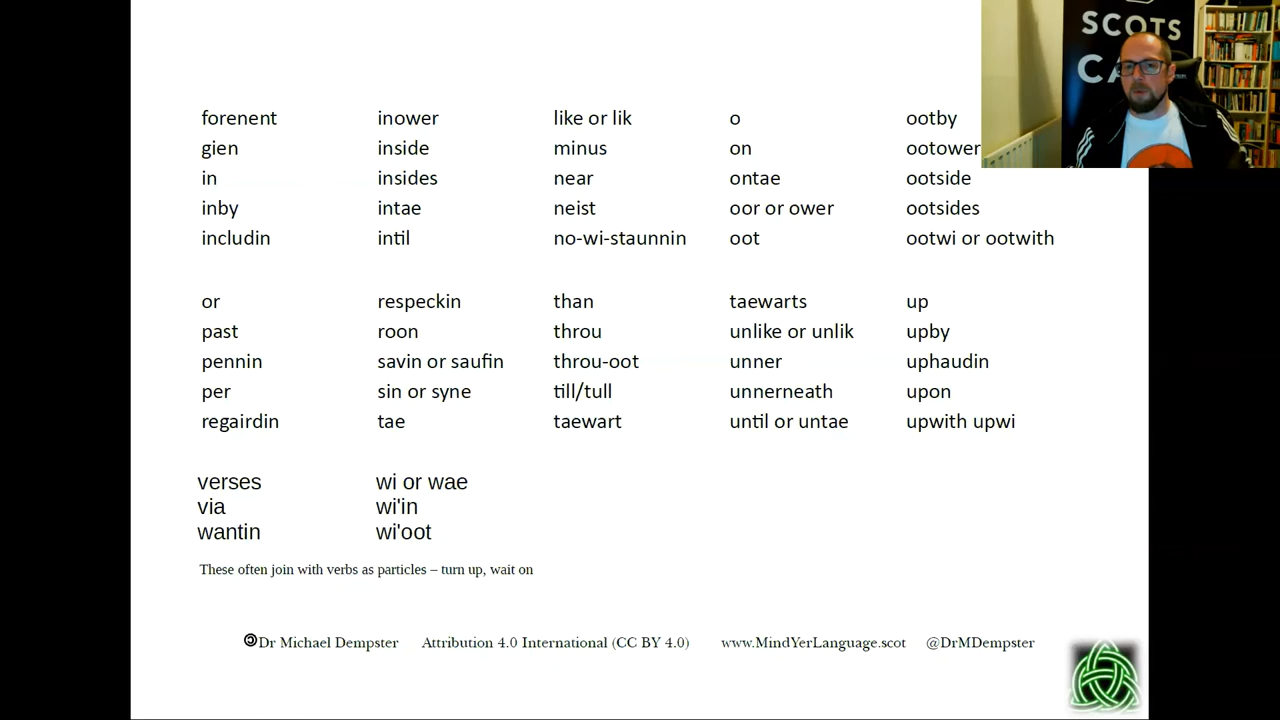 SCOTS
CA
forenent inower like or lik o ootby
gien inside minus on ootower
in insides near ontae ootside
inby intae neist oor or ower ootsides
includin intil no-wi-staunnin oot ootwi or ootwith
or respeckin than taewarts up
past roon throu unlike or unlik upby
pennin savin or saufin throu-oot unner uphaudin
per sin or syne till/tull unnerneath upon
regairdin tae taewart until or untae upwith upwi
verses wi or wae
via wi'in
wantin wi'oot
These often join with verbs as particles – turn up, wait on
Dr Michael Dempster Attribution 4.0 International (CC BY 4.0) www.MindYerLanguage.scot @DrMDempster